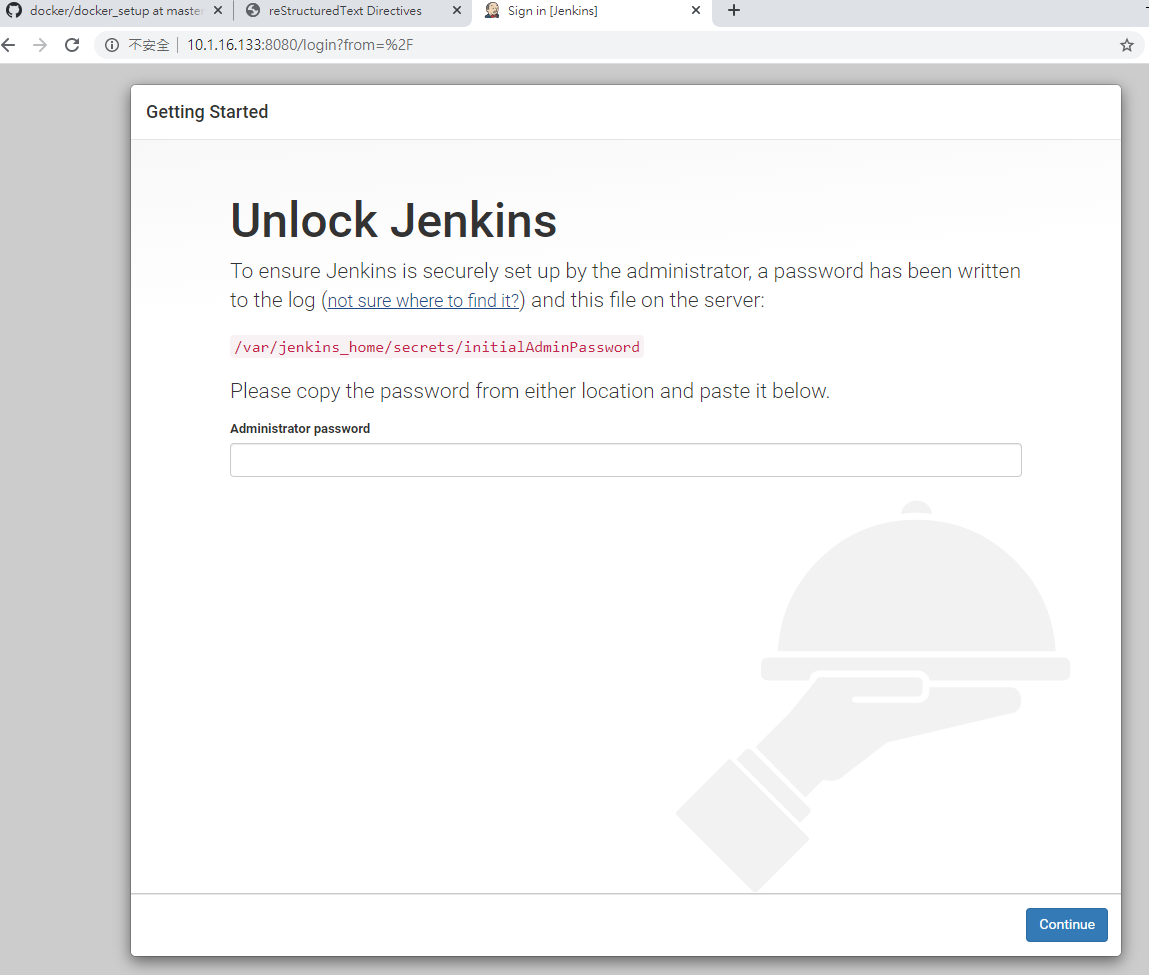 docker/docker_setup at master
reStructuredText Directives
Sign in [Jenkins]
不安全
10.1.16.133:8080/login?from=%2F
Getting Started
Unlock Jenkins
To ensure Jenkins is securely set up by the administrator, a password has been written
to the log (not sure where to find it?) and this file on the server:
/var/jenkins_home/secrets/initialAdminPassword
Please copy the password from either location and paste it below.
Administrator password
Continue